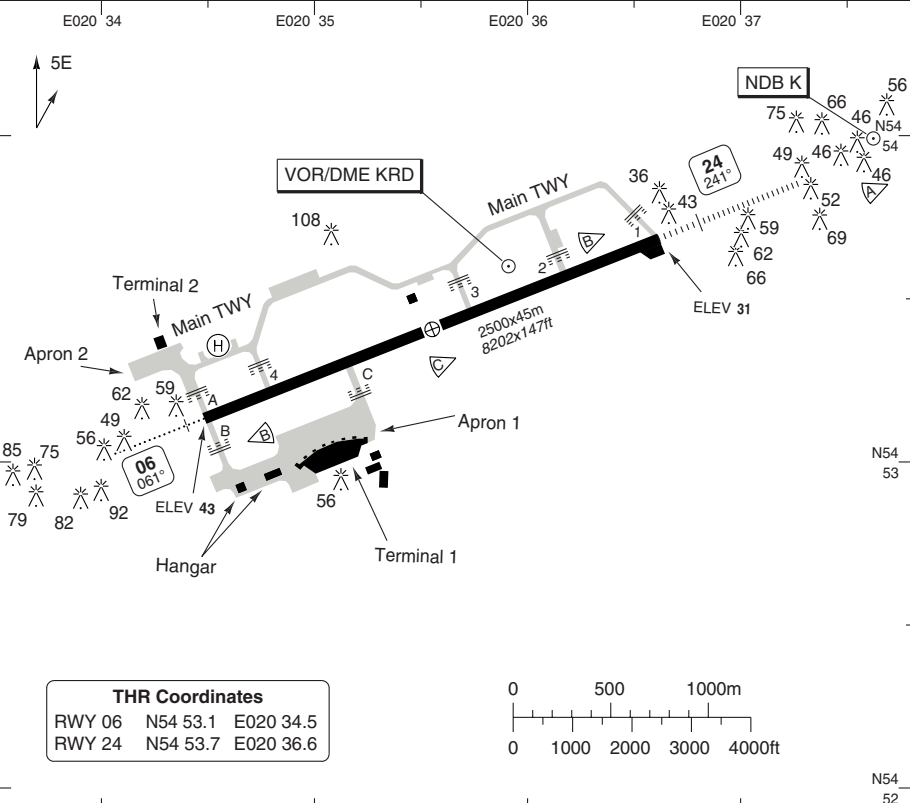 E020 34
E020 35
E020 36
E020 37
5E
NDB K
56
75
66
46
N54
54
VOR/DME KRD
24
241°
49
46
46
36
43
52
A
Main TWY
108
59
69
B
1
62
66
2
Terminal 2
3
ELEV 31
Main TWY
H
2500x45m
8202x147ft
Apron 2
4
C
C
62
59
A
49
B
B
Apron 1
56
85
75
06
061°
N54
53
79
82
92
ELEV 43
56
Hangar
Terminal 1
THR Coordinates
RWY 06 N54 53.1 E020 34.5
RWY 24 N54 53.7 E020 36.6
0 500 1000m
0 1000 2000 3000 4000ft
N54
52